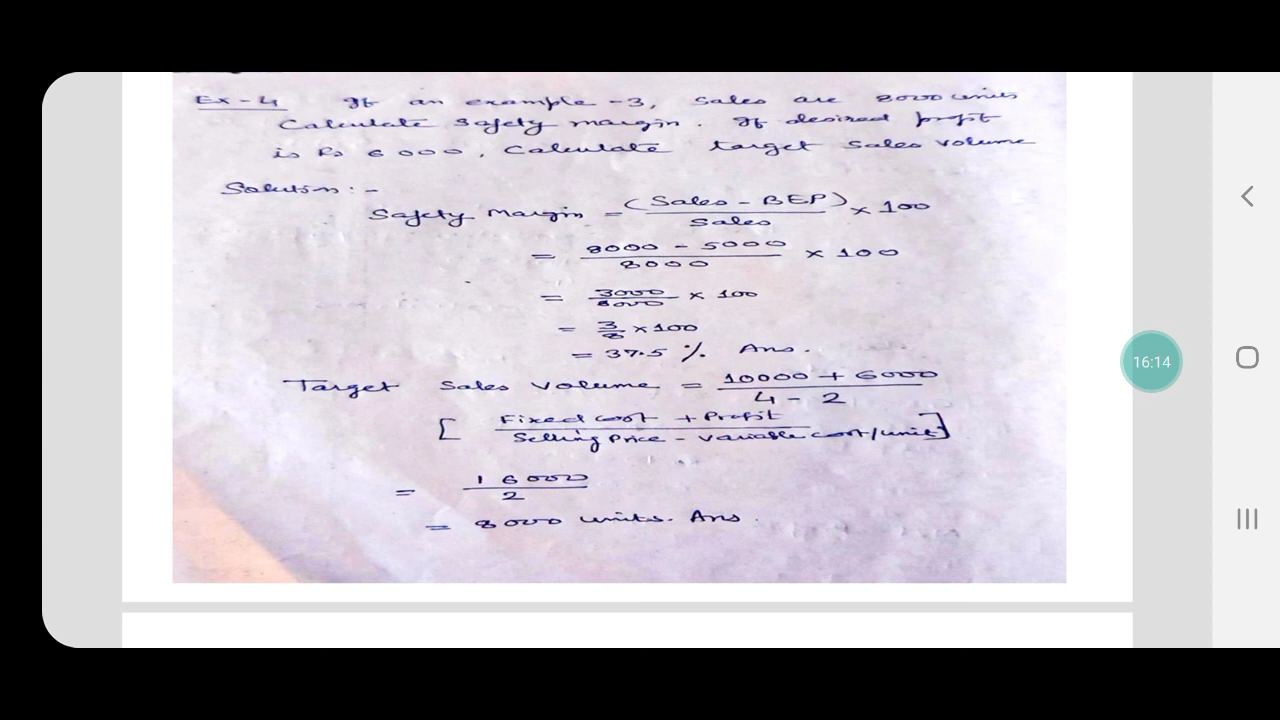 Ex-4 If an example -3, sales are 8000 units
Calculate safety margin. If desired profit
is Rs 6000, Calculate target sales volume
Solution:-
Safety Margin = (Sales - BEP) / Sales × 100
= 8000 - 5000 / 8000 × 100
= 3000 / 8000 × 100
= 3/8 × 100
= 37.5 % Ans.
Target Sales Volume = 10000 + 6000 / 4 - 2
[ Fixed cost + Profit / Selling Price - Variable cost/unit ]
= 16000 / 2
= 8000 units. Ans.
16:14